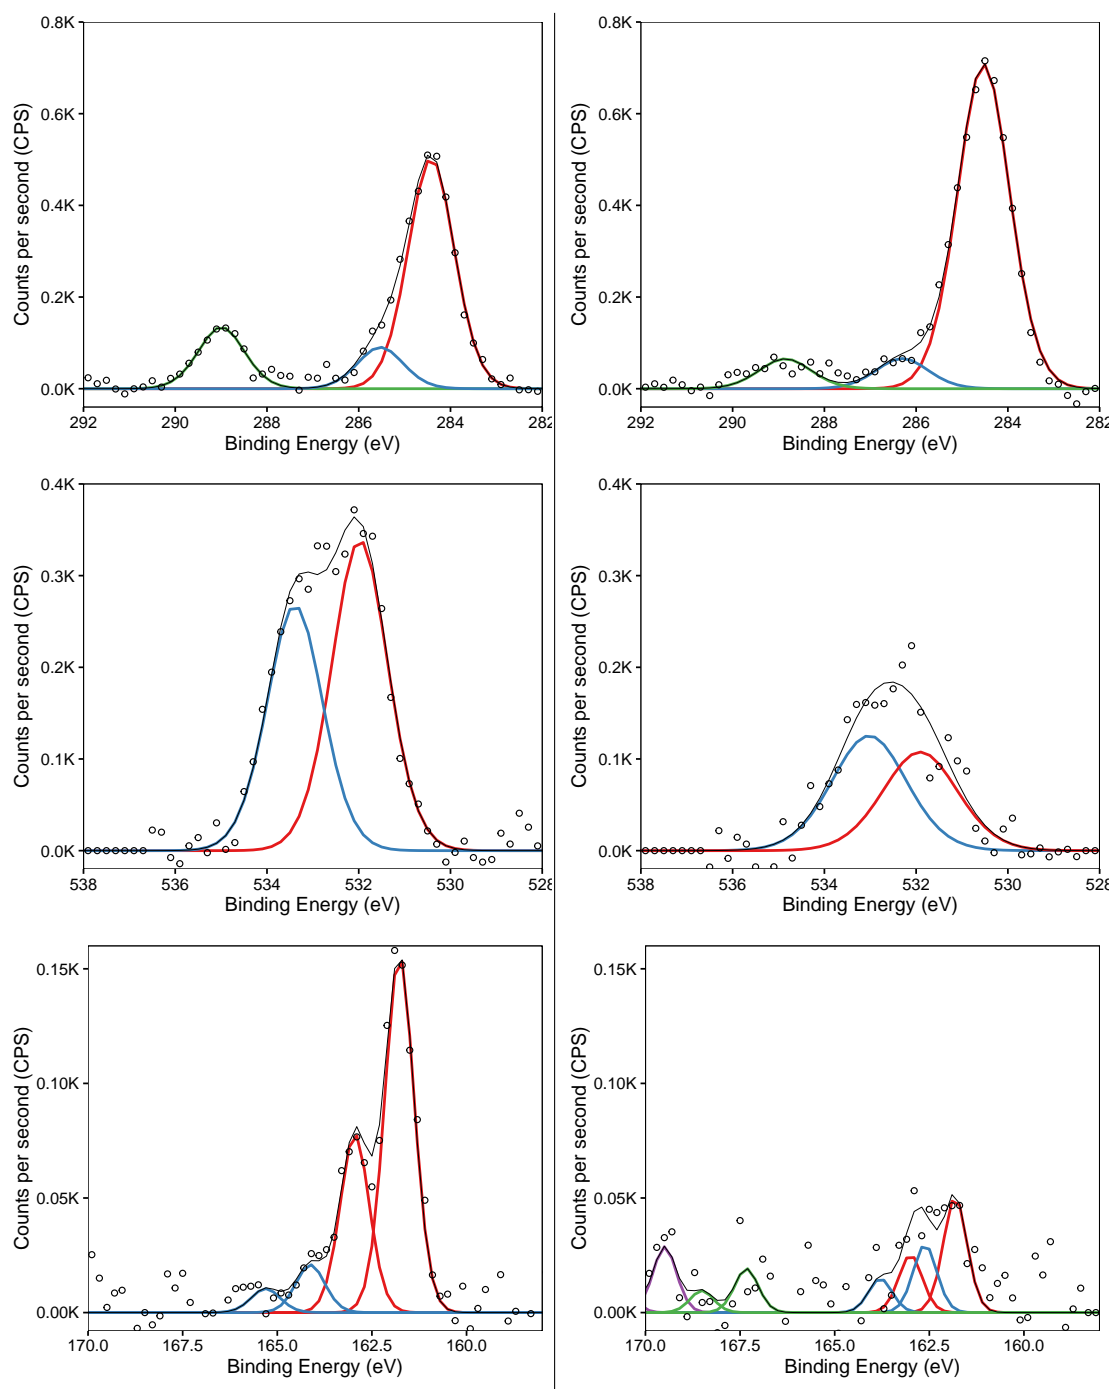 0.8K
0.6K
0.4K
0.2K
0.0K
Counts per second (CPS)
292 290 288 286 284 282
Binding Energy (eV)
0.8K
0.6K
0.4K
0.2K
0.0K
Counts per second (CPS)
292 290 288 286 284 282
Binding Energy (eV)
0.4K
0.3K
0.2K
0.1K
0.0K
Counts per second (CPS)
538 536 534 532 530 528
Binding Energy (eV)
0.4K
0.3K
0.2K
0.1K
0.0K
Counts per second (CPS)
538 536 534 532 530 528
Binding Energy (eV)
0.15K
0.10K
0.05K
0.00K
Counts per second (CPS)
170.0 167.5 165.0 162.5 160.0
Binding Energy (eV)
0.15K
0.10K
0.05K
0.00K
Counts per second (CPS)
170.0 167.5 165.0 162.5 160.0
Binding Energy (eV)